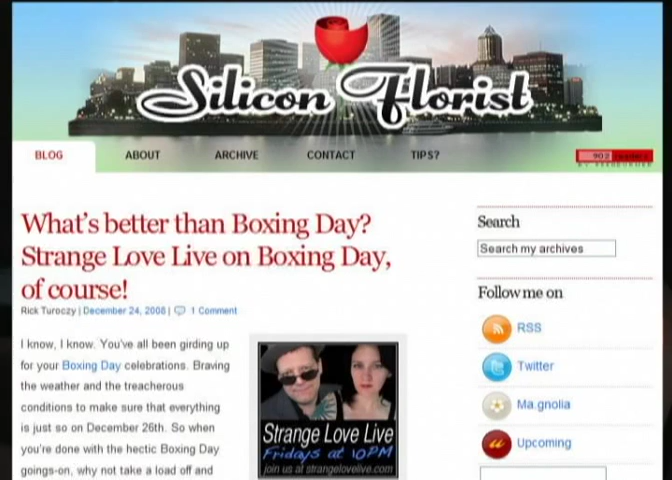 Silicon Florist
BLOG
ABOUT
ARCHIVE
CONTACT
TIPS?
What's better than Boxing Day?
Strange Love Live on Boxing Day,
of course!
Rick Turoczy | December 24, 2008 | 1 Comment
I know, I know. You've all been girding up
for your Boxing Day celebrations. Braving
the weather and the treacherous
conditions to make sure that everything
is just so on December 26th. So when
you're done with the hectic Boxing Day
goings-on, why not take a load off and
Strange Love Live
Fridays at 10PM
join us at strangelovelive.com
Search
Search my archives
Follow me on
RSS
Twitter
Ma.gnolia
Upcoming